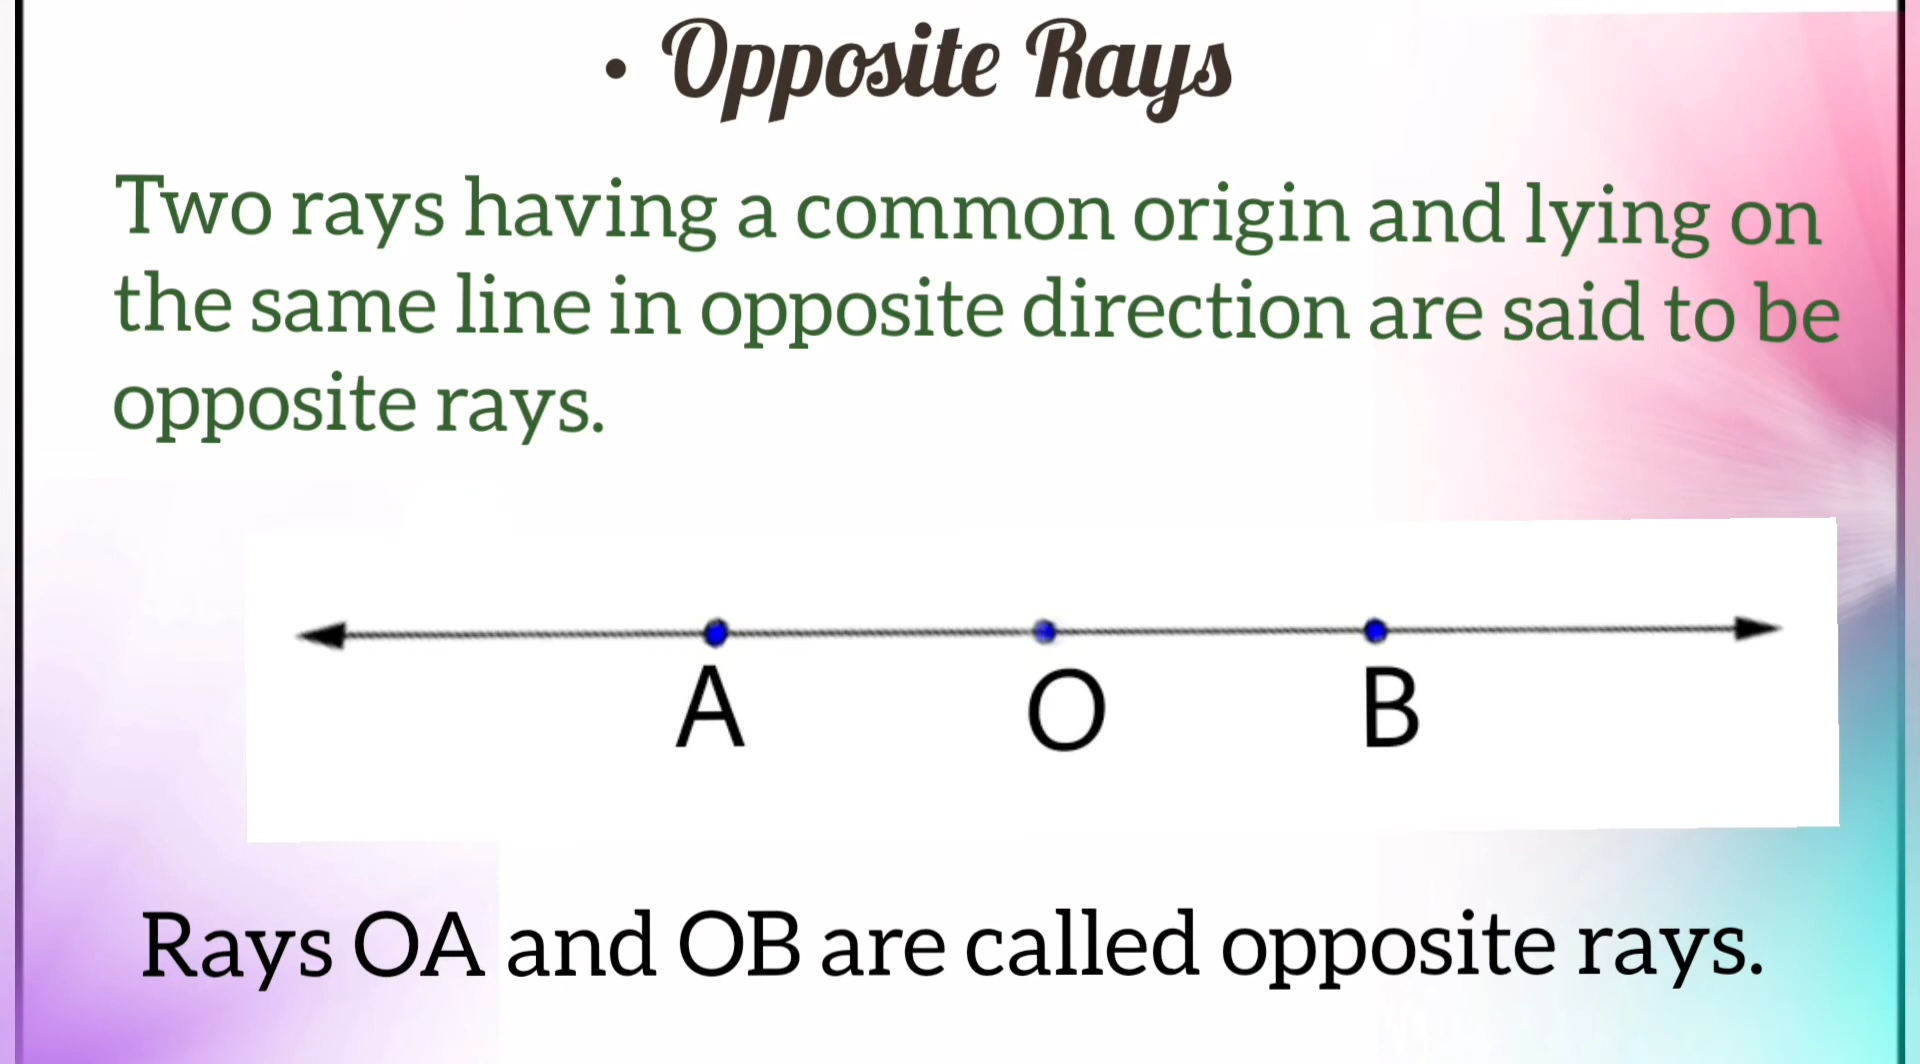 • Opposite Rays
Two rays having a common origin and lying on
the same line in opposite direction are said to be
opposite rays.
A O B
Rays OA and OB are called opposite rays.